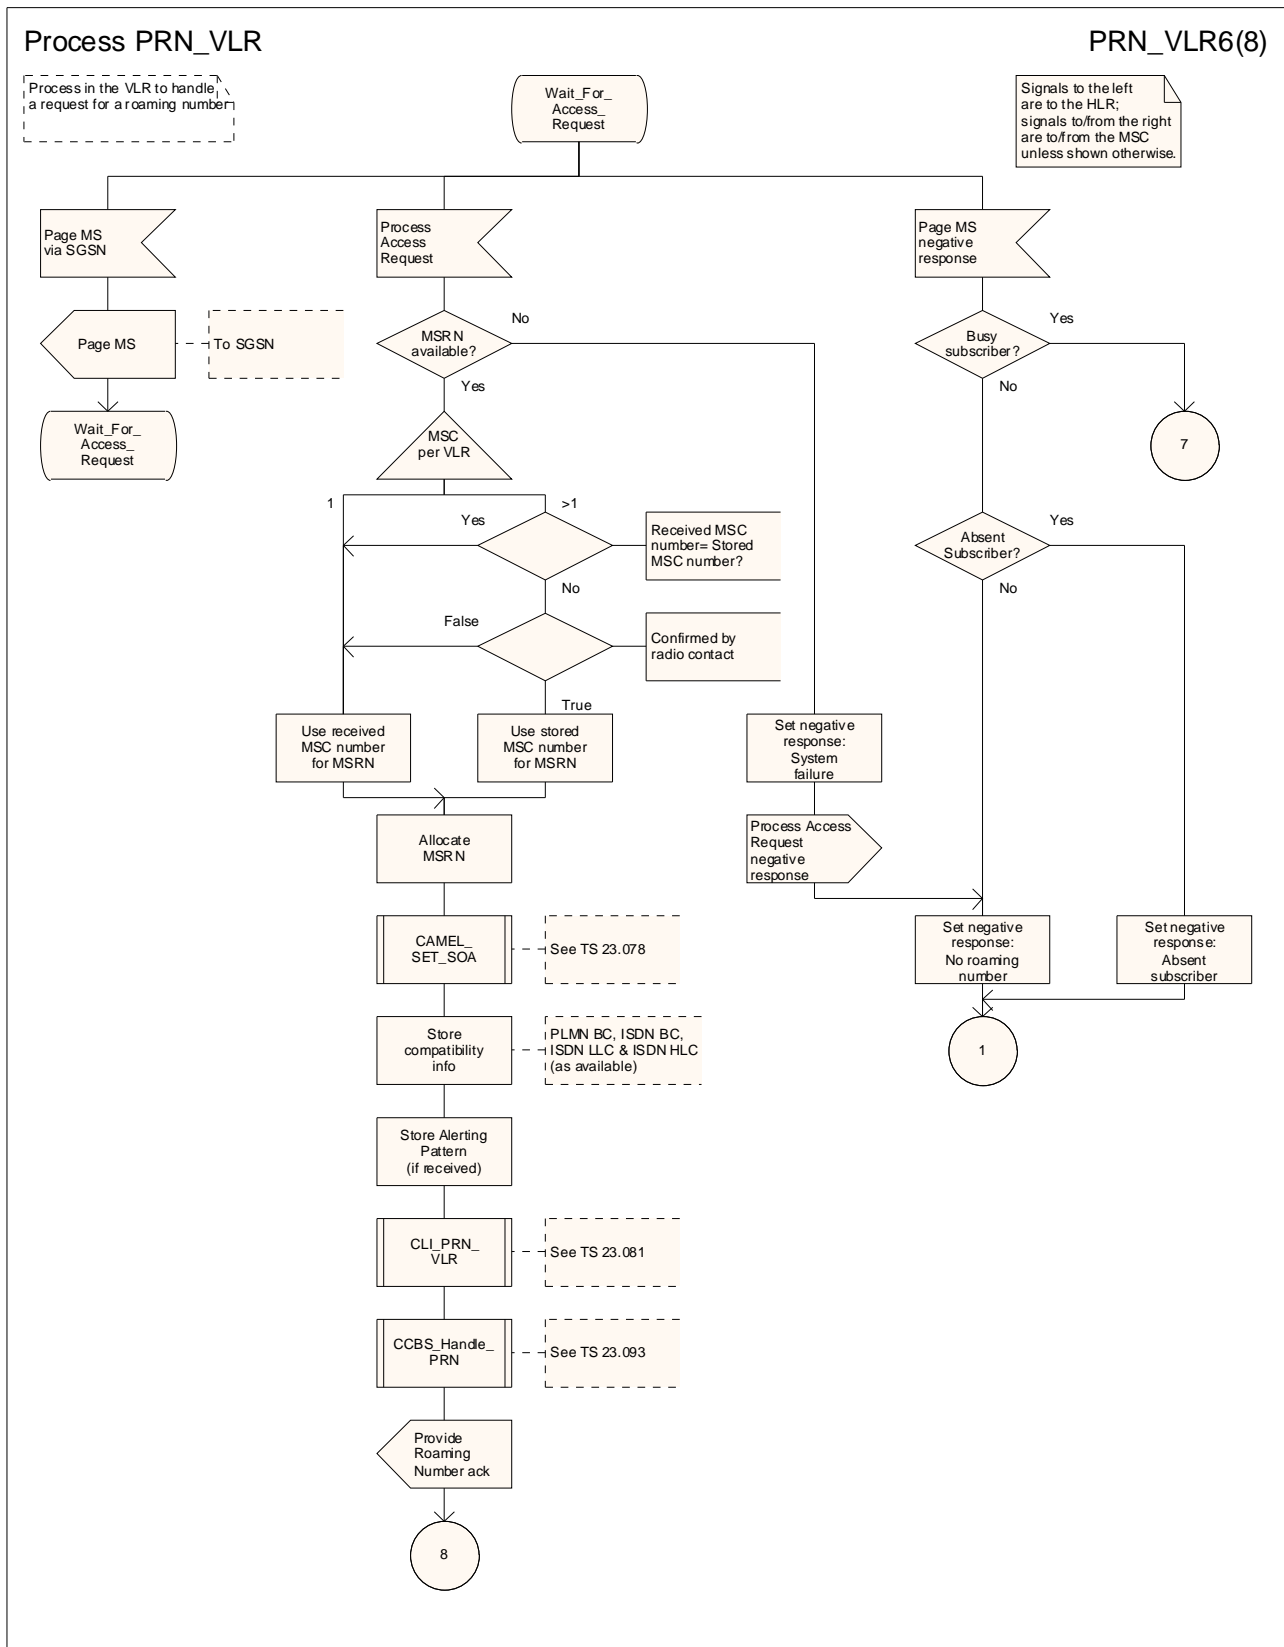 Process PRN_VLR
PRN_VLR6(8)
Process in the VLR to handle
a request for a roaming number
Wait_For_
Access_
Request
Signals to the left
are to the HLR;
signals to/from the right
are to/from the MSC
unless shown otherwise.
Page MS
via SGSN
Process
Access
Request
Page MS
negative
response
Page MS
To SGSN
MSRN
available?
No
Yes
Busy
subscriber?
Yes
No
Wait_For_
Access_
Request
MSC
per VLR
7
1
>1
Yes
Received MSC
number= Stored
MSC number?
No
Absent
Subscriber?
Yes
No
False
Confirmed by
radio contact
True
Use received
MSC number
for MSRN
Use stored
MSC number
for MSRN
Set negative
response:
System
failure
Allocate
MSRN
Process Access
Request
negative
response
CAMEL_
SET_SOA
See TS 23.078
Set negative
response:
No roaming
number
Set negative
response:
Absent
subscriber
Store
compatibility
info
PLMN BC, ISDN BC,
ISDN LLC & ISDN HLC
(as available)
1
Store Alerting
Pattern
(if received)
CLI_PRN_
VLR
See TS 23.081
CCBS_Handle_
PRN
See TS 23.093
Provide
Roaming
Number ack
8